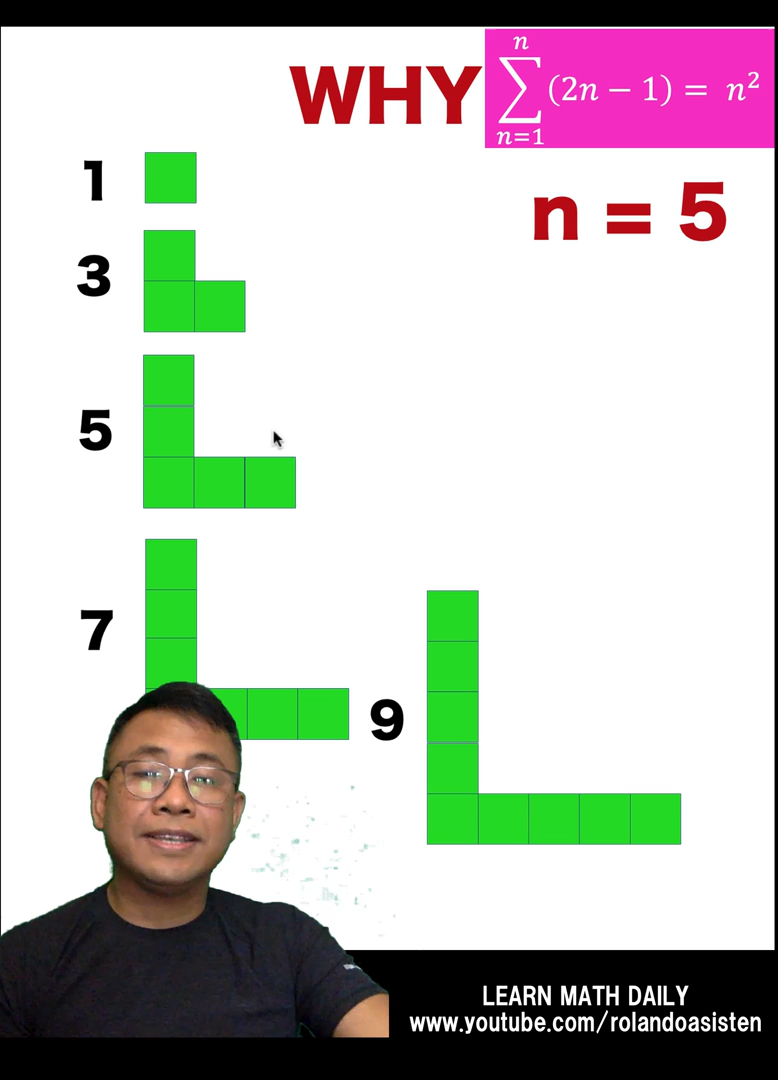 WHY
n
∑ (2n − 1) = n²
n=1
n = 5
1
3
5
7
9
LEARN MATH DAILY
www.youtube.com/rolandoasisten